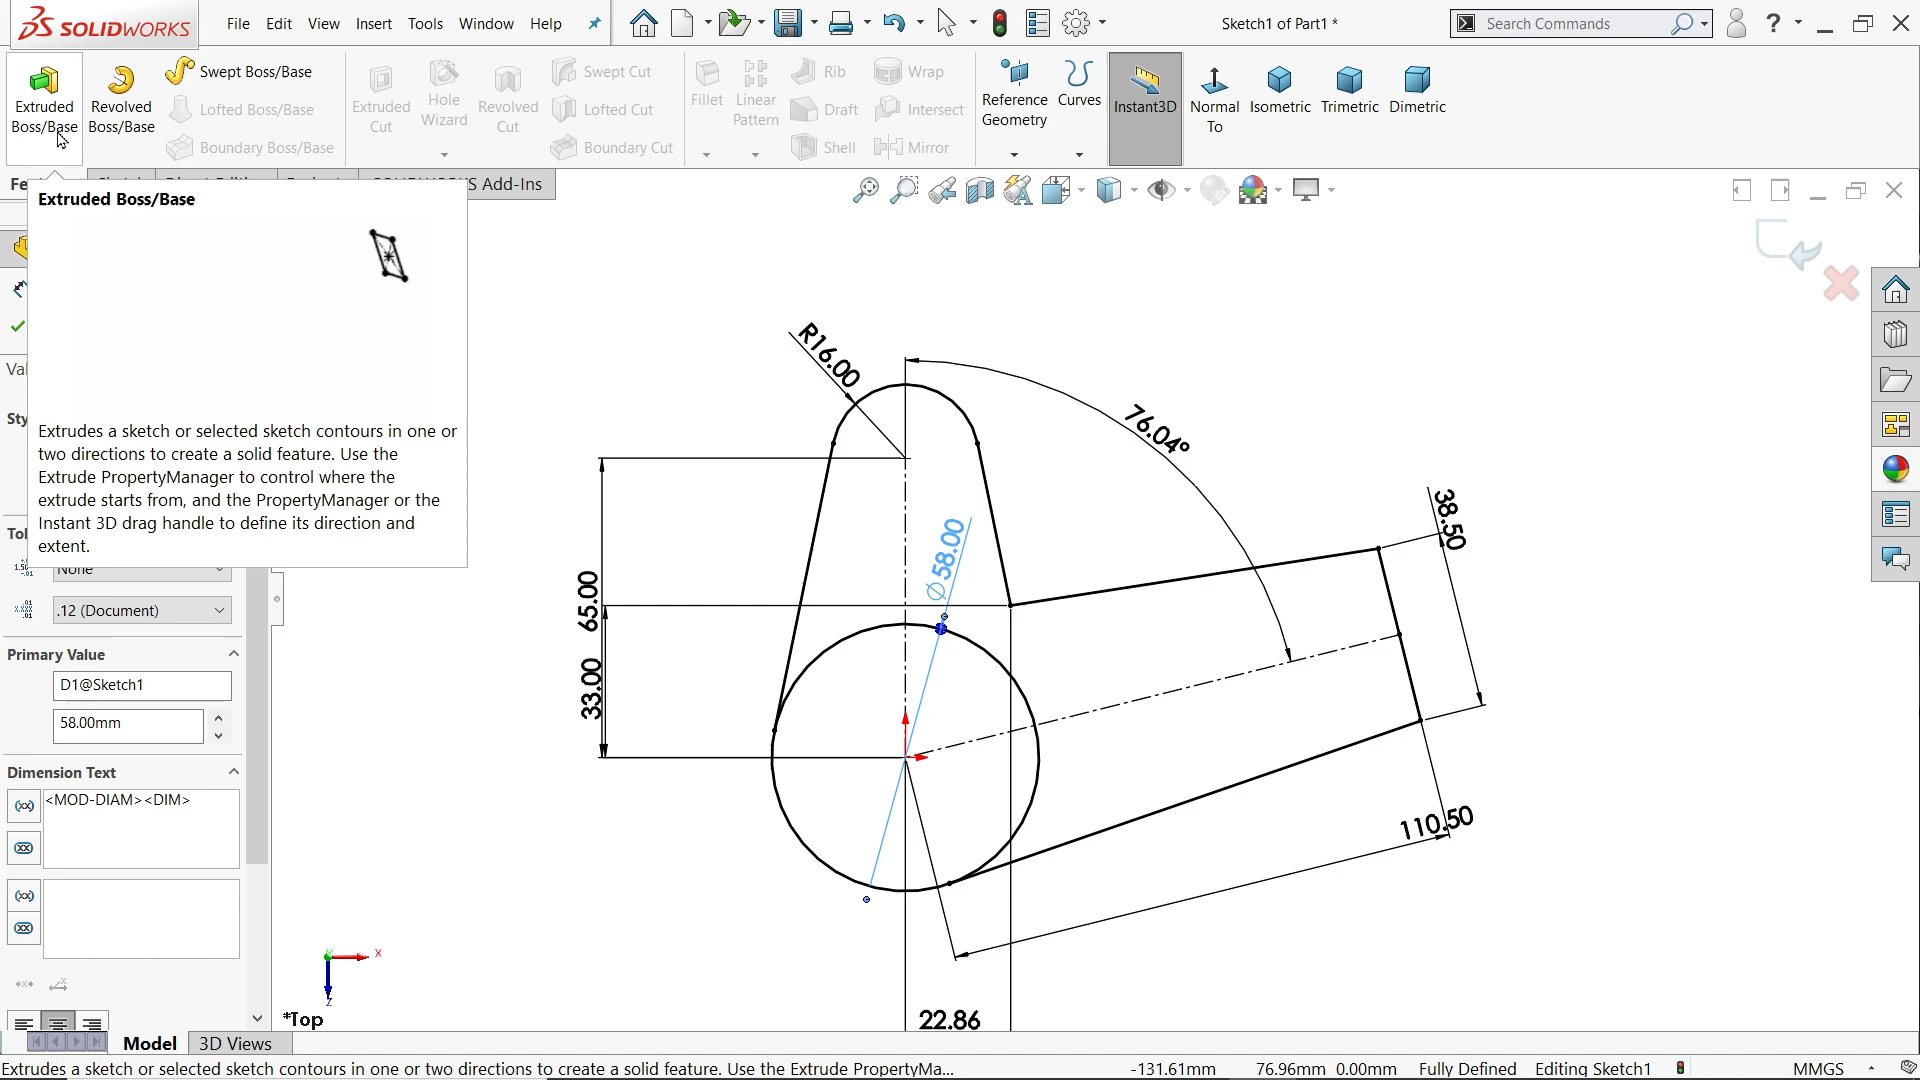 SOLIDWORKS
File Edit View Insert Tools Window Help
Sketch1 of Part1 *
Search Commands
Extruded Boss/Base
Revolved Boss/Base
Swept Boss/Base
Lofted Boss/Base
Boundary Boss/Base
Extruded Cut
Hole Wizard
Revolved Cut
Swept Cut
Lofted Cut
Boundary Cut
Fillet
Linear Pattern
Rib
Draft
Shell
Wrap
Intersect
Mirror
Reference Geometry
Curves
Instant3D
Normal To
Isometric
Trimetric
Dimetric
S Add-Ins
Extruded Boss/Base
Extrudes a sketch or selected sketch contours in one or
two directions to create a solid feature. Use the
Extrude PropertyManager to control where the
extrude starts from, and the PropertyManager or the
Instant 3D drag handle to define its direction and
extent.
None
.12 (Document)
Primary Value
D1@Sketch1
58.00mm
Dimension Text
<MOD-DIAM><DIM>
R16.00
76.04°
38.50
∅58.00
65.00
33.00
110.50
22.86
X
Z
*Top
Model 3D Views
Extrudes a sketch or selected sketch contours in one or two directions to create a solid feature. Use the Extrude PropertyMa...
-131.61mm 76.96mm 0.00mm Fully Defined Editing Sketch1 MMGS